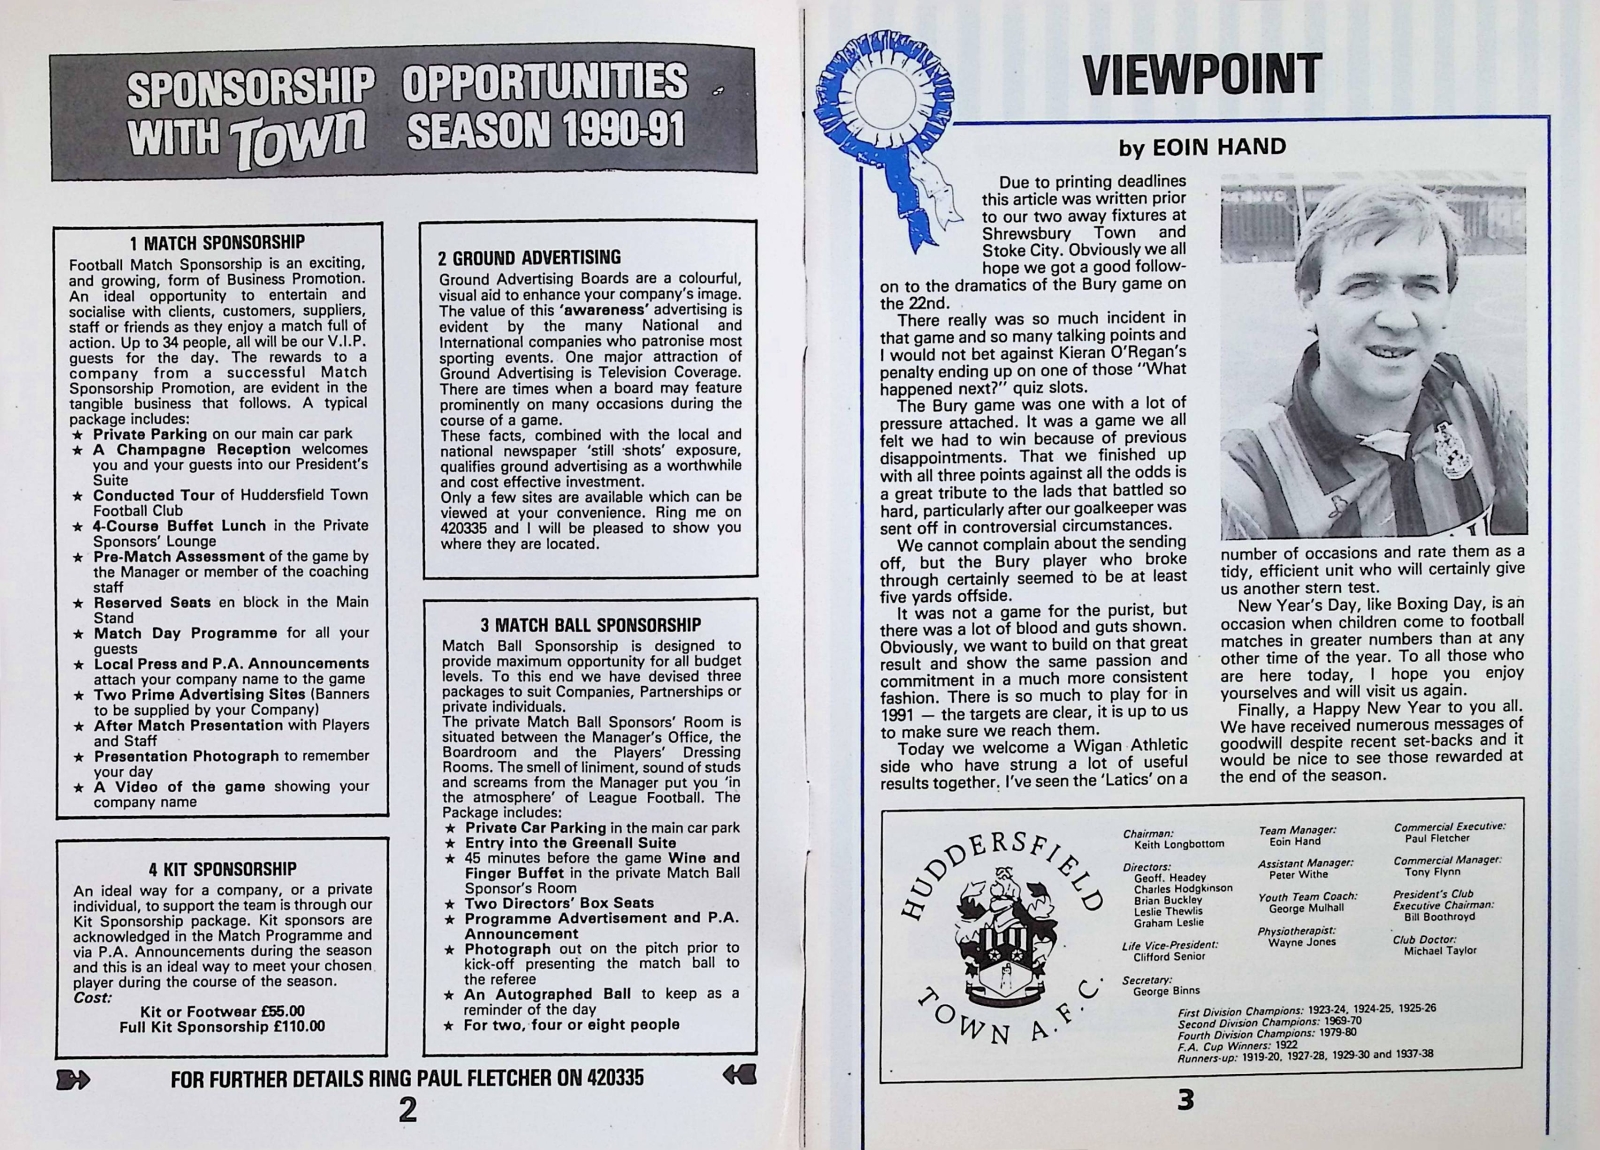 SPONSORSHIP OPPORTUNITIES
WITH Town SEASON 1990-91
1 MATCH SPONSORSHIP
Football Match Sponsorship is an exciting,
and growing, form of Business Promotion.
An ideal opportunity to entertain and
socialise with clients, customers, suppliers,
staff or friends as they enjoy a match full of
action. Up to 34 people, all will be our V.I.P.
guests for the day. The rewards to a
company from a successful Match
Sponsorship Promotion, are evident in the
tangible business that follows. A typical
package includes:
★ Private Parking on our main car park
★ A Champagne Reception welcomes
you and your guests into our President's
Suite
★ Conducted Tour of Huddersfield Town
Football Club
★ 4-Course Buffet Lunch in the Private
Sponsors' Lounge
★ Pre-Match Assessment of the game by
the Manager or member of the coaching
staff
★ Reserved Seats en block in the Main
Stand
★ Match Day Programme for all your
guests
★ Local Press and P.A. Announcements
attach your company name to the game
★ Two Prime Advertising Sites (Banners
to be supplied by your Company)
★ After Match Presentation with Players
and Staff
★ Presentation Photograph to remember
your day
★ A Video of the game showing your
company name
4 KIT SPONSORSHIP
An ideal way for a company, or a private
individual, to support the team is through our
Kit Sponsorship package. Kit sponsors are
acknowledged in the Match Programme and
via P.A. Announcements during the season
and this is an ideal way to meet your chosen
player during the course of the season.
Cost:
Kit or Footwear £55.00
Full Kit Sponsorship £110.00
2 GROUND ADVERTISING
Ground Advertising Boards are a colourful,
visual aid to enhance your company's image.
The value of this 'awareness' advertising is
evident by the many National and
International companies who patronise most
sporting events. One major attraction of
Ground Advertising is Television Coverage.
There are times when a board may feature
prominently on many occasions during the
course of a game.
These facts, combined with the local and
national newspaper 'still shots' exposure,
qualifies ground advertising as a worthwhile
and cost effective investment.
Only a few sites are available which can be
viewed at your convenience. Ring me on
420335 and I will be pleased to show you
where they are located.
3 MATCH BALL SPONSORSHIP
Match Ball Sponsorship is designed to
provide maximum opportunity for all budget
levels. To this end we have devised three
packages to suit Companies, Partnerships or
private individuals.
The private Match Ball Sponsors' Room is
situated between the Manager's Office, the
Boardroom and the Players' Dressing
Rooms. The smell of liniment, sound of studs
and screams from the Manager put you 'in
the atmosphere' of League Football. The
Package includes:
★ Private Car Parking in the main car park
★ Entry into the Greenall Suite
★ 45 minutes before the game Wine and
Finger Buffet in the private Match Ball
Sponsor's Room
★ Two Directors' Box Seats
★ Programme Advertisement and P.A.
Announcement
★ Photograph out on the pitch prior to
kick-off presenting the match ball to
the referee
★ An Autographed Ball to keep as a
reminder of the day
★ For two, four or eight people
FOR FURTHER DETAILS RING PAUL FLETCHER ON 420335
2
VIEWPOINT
by EOIN HAND
Due to printing deadlines
this article was written prior
to our two away fixtures at
Shrewsbury Town and
Stoke City. Obviously we all
hope we got a good follow-
on to the dramatics of the Bury game on
the 22nd.
There really was so much incident in
that game and so many talking points and
I would not bet against Kieran O'Regan's
penalty ending up on one of those "What
happened next?" quiz slots.
The Bury game was one with a lot of
pressure attached. It was a game we all
felt we had to win because of previous
disappointments. That we finished up
with all three points against all the odds is
a great tribute to the lads that battled so
hard, particularly after our goalkeeper was
sent off in controversial circumstances.
We cannot complain about the sending
off, but the Bury player who broke
through certainly seemed to be at least
five yards offside.
It was not a game for the purist, but
there was a lot of blood and guts shown.
Obviously, we want to build on that great
result and show the same passion and
commitment in a much more consistent
fashion. There is so much to play for in
1991 — the targets are clear, it is up to us
to make sure we reach them.
Today we welcome a Wigan Athletic
side who have strung a lot of useful
results together. I've seen the 'Latics' on a
number of occasions and rate them as a
tidy, efficient unit who will certainly give
us another stern test.
New Year's Day, like Boxing Day, is an
occasion when children come to football
matches in greater numbers than at any
other time of the year. To all those who
are here today, I hope you enjoy
yourselves and will visit us again.
Finally, a Happy New Year to you all.
We have received numerous messages of
goodwill despite recent set-backs and it
would be nice to see those rewarded at
the end of the season.
HUDDERSFIELD
TOWN A.F.C.
Chairman:
Keith Longbottom
Directors:
Geoff. Headey
Charles Hodgkinson
Brian Buckley
Leslie Thewlis
Graham Leslie
Life Vice-President:
Clifford Senior
Secretary:
George Binns
Team Manager:
Eoin Hand
Assistant Manager:
Peter Withe
Youth Team Coach:
George Mulhall
Physiotherapist:
Wayne Jones
Commercial Executive:
Paul Fletcher
Commercial Manager:
Tony Flynn
President's Club
Executive Chairman:
Bill Boothroyd
Club Doctor:
Michael Taylor
First Division Champions: 1923-24, 1924-25, 1925-26
Second Division Champions: 1969-70
Fourth Division Champions: 1979-80
F.A. Cup Winners: 1922
Runners-up: 1919-20, 1927-28, 1929-30 and 1937-38
3